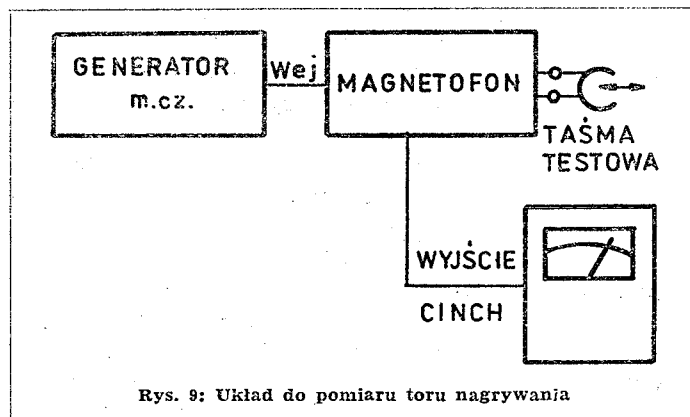 GENERATOR
m.cz.
Wej
MAGNETOFON
TAŚMA
TESTOWA
WYJŚCIE
CINCH
Rys. 9: Układ do pomiaru toru nagrywania